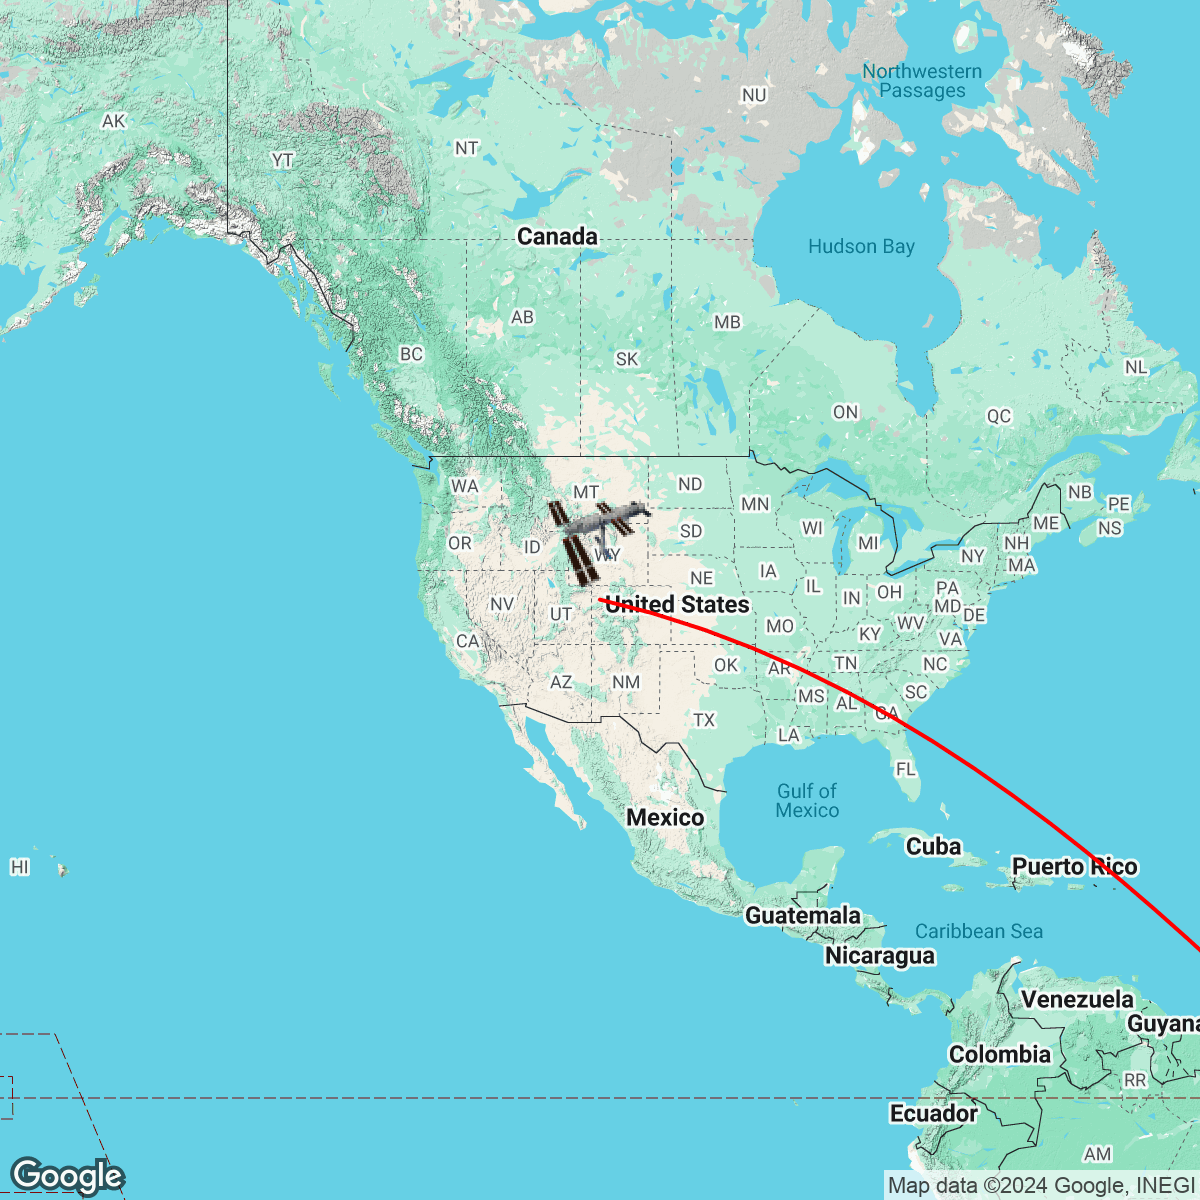 Northwestern
Passages
NU
AK
NT
YT
Canada
Hudson Bay
AB
MB
BC
SK
NL
ON
QC
WA
MT
ND
NB
PE
MN
ME
NS
OR
ID
WY
SD
WI
MI
NY
NH
MA
NE
IA
IL
IN
OH
PA
MD
DE
NV
UT
United States
MO
KY
WV
VA
CA
AZ
NM
OK
AR
TN
NC
MS
AL
SC
GA
TX
LA
FL
Gulf of
Mexico
Mexico
Cuba
HI
Puerto Rico
Guatemala
Caribbean Sea
Nicaragua
Venezuela
Guyana
Colombia
RR
Ecuador
AM
Google
Map data ©2024 Google, INEGI